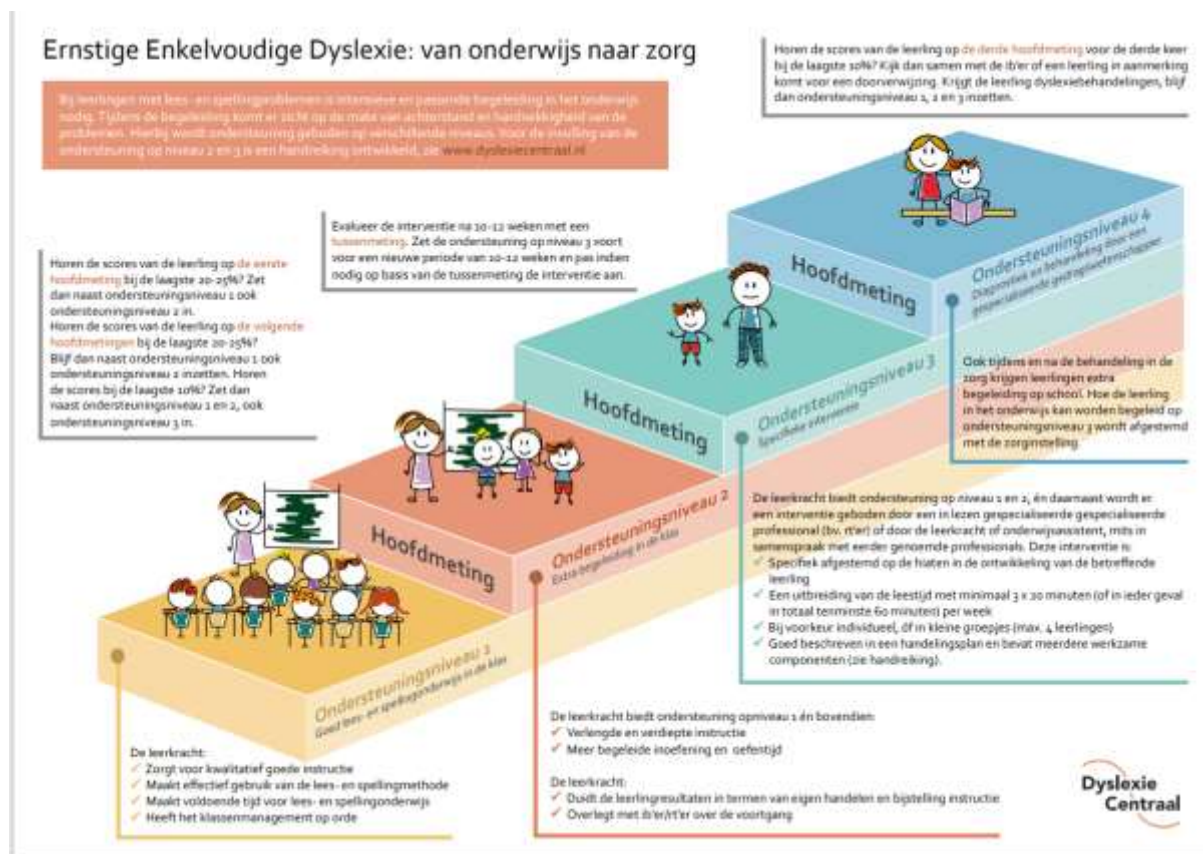 Ernstige Enkelvoudige Dyslexie: van onderwijs naar zorg
Bij leerlingen met lees- en spellingproblemen is intensieve en passende begeleiding in het onderwijs
nodig. Tijdens de begeleiding komt er zicht op de mate van achterstand en hardnekkigheid van de
problemen. Hierbij wordt ondersteuning geboden op verschillende niveaus. Voor de invulling van de
ondersteuning op niveau 2 en 3 is een handreiking ontwikkeld, zie www.dyslexiecentraal.nl
Horen de scores van de leerling op de derde hoofdmeting voor de derde keer
bij de laagste 10%? Kijk dan samen met de ib'er of een leerling in aanmerking
komt voor een doorverwijzing. Krijgt de leerling dyslexiebehandelingen, blijf
dan ondersteuningsniveau 1, 2 en 3 inzetten.
Evalueer de interventie na 10-12 weken met een
tussenmeting. Zet de ondersteuning op niveau 3 voort
voor een nieuwe periode van 10-12 weken en pas indien
nodig op basis van de tussenmeting de interventie aan.
Horen de scores van de leerling op de eerste
hoofdmeting bij de laagste 20-25%? Zet
dan naast ondersteuningsniveau 1 ook
ondersteuningsniveau 2 in.
Horen de scores van de leerling op de volgende
hoofdmetingen bij de laagste 20-25%?
Blijf dan naast ondersteuningsniveau 1 ook
ondersteuningsniveau 2 inzetten. Horen
de scores bij de laagste 10%? Zet dan
naast ondersteuningsniveau 1 en 2, ook
ondersteuningsniveau 3 in.
Hoofdmeting
Ondersteuningsniveau 4
Diagnostiek en behandeling door een
gespecialiseerde gedragswetenschapper
Hoofdmeting
Ondersteuningsniveau 3
Specifieke interventies
Hoofdmeting
Ondersteuningsniveau 2
Extra begeleiding in de klas
Ondersteuningsniveau 1
Goed lees- en spellingonderwijs in de klas
Ook tijdens en na de behandeling in de
zorg krijgen leerlingen extra
begeleiding op school. Hoe de leerling
in het onderwijs kan worden begeleid op
ondersteuningsniveau 3 wordt afgestemd
met de zorginstelling.
De leerkracht biedt ondersteuning op niveau 1 en 2, én daarnaast wordt er
een interventie geboden door een in lezen gespecialiseerde gespecialiseerde
professional (bv. rt'er) of door de leerkracht of onderwijsassistent, mits in
samenspraak met eerder genoemde professionals. Deze interventie is:
✓ Specifiek afgestemd op de hiaten in de ontwikkeling van de betreffende
leerling
✓ Een uitbreiding van de leestijd met minimaal 3 x 20 minuten (of in ieder geval
in totaal tenminste 60 minuten) per week
✓ Bij voorkeur individueel, óf in kleine groepjes (max. 4 leerlingen)
✓ Goed beschreven in een handelingsplan en bevat meerdere werkzame
componenten (zie handreiking).
De leerkracht biedt ondersteuning opniveau 1 én bovendien:
✓ Verlengde en verdiepte instructie
✓ Meer begeleide inoefening en oefentijd
De leerkracht:
✓ Duidt de leerlingresultaten in termen van eigen handelen en bijstelling instructie
✓ Overlegt met ib'er/rt'er over de voortgang
De leerkracht:
✓ Zorgt voor kwalitatief goede instructie
✓ Maakt effectief gebruik van de lees- en spellingmethode
✓ Maakt voldoende tijd voor lees- en spellingonderwijs
✓ Heeft het klassenmanagement op orde
Dyslexie
Centraal